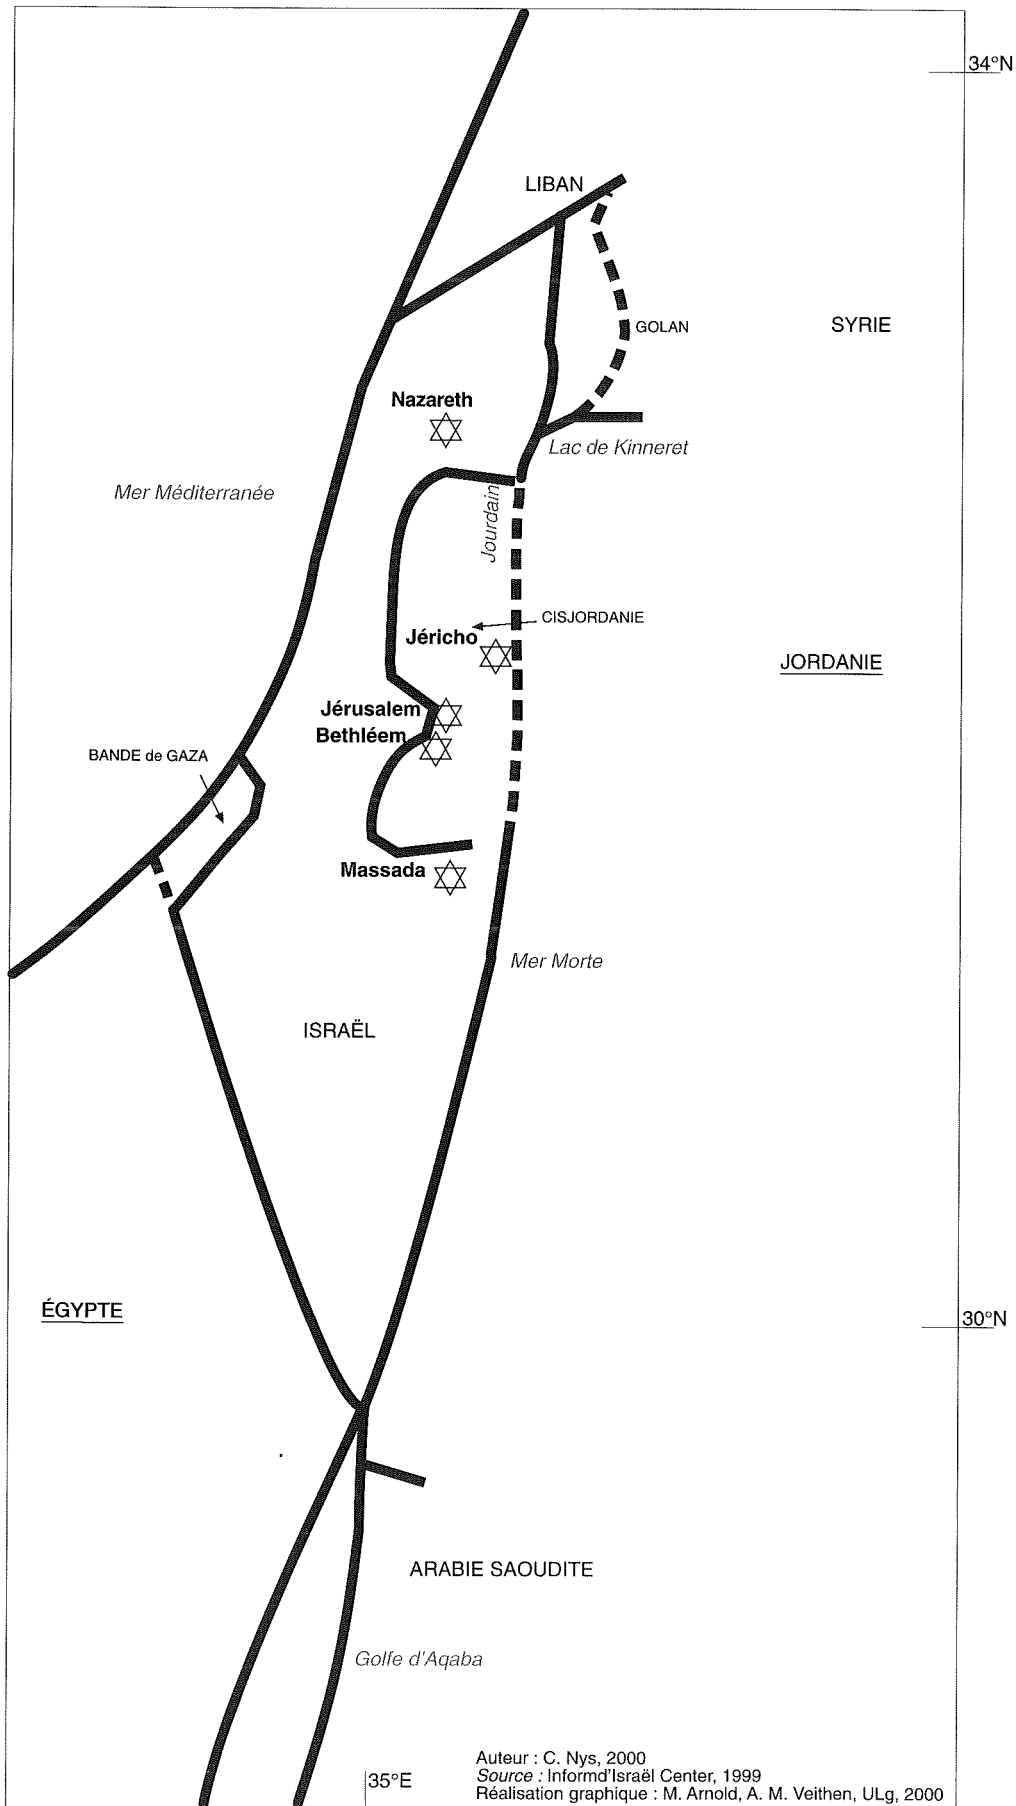 34°N
LIBAN
GOLAN
SYRIE
Nazareth
Lac de Kinneret
Mer Méditerranée
Jourdain
CISJORDANIE
Jéricho
JORDANIE
Jérusalem
Bethléem
BANDE de GAZA
Massada
Mer Morte
ISRAËL
ÉGYPTE
30°N
ARABIE SAOUDITE
Golfe d'Aqaba
35°E
Auteur : C. Nys, 2000
Source : Informd'Israël Center, 1999
Réalisation graphique : M. Arnold, A. M. Veithen, ULg, 2000